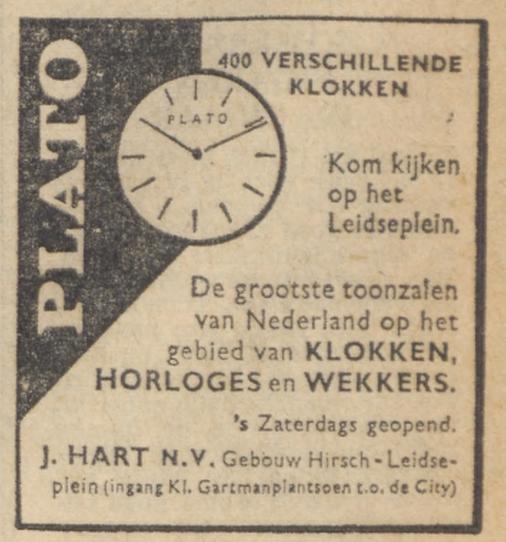 PLATO
400 VERSCHILLENDE
KLOKKEN
PLATO
Kom kijken
op het
Leidseplein.
De grootste toonzalen
van Nederland op het
gebied van KLOKKEN,
HORLOGES en WEKKERS.
's Zaterdags geopend.
J. HART N.V. Gebouw Hirsch - Leidse-
plein (ingang Kl. Gartmanplantsoen t.o. de City)